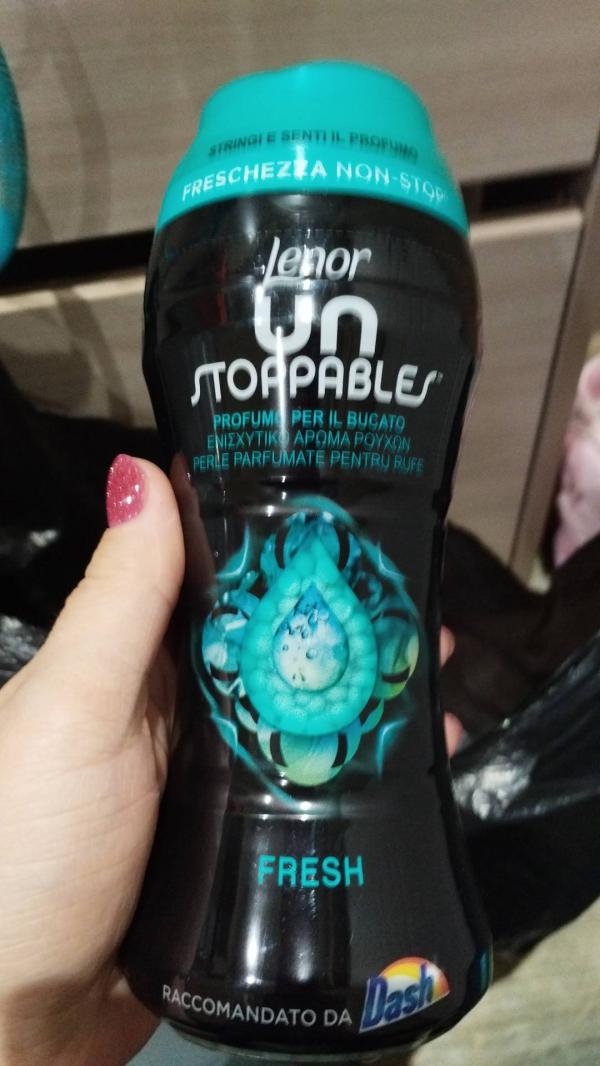 STRINGI E SENTI IL PROFUMO
FRESCHEZZA NON-STOP
Lenor
UN
STOPPABLES™
PROFUMO PER IL BUCATO
ΕΝΙΣΧΥΤΙΚΟ ΑΡΩΜΑ ΡΟΥΧΩΝ
PERLE PARFUMATE PENTRU RUFE
FRESH
RACCOMANDATO DA Dash